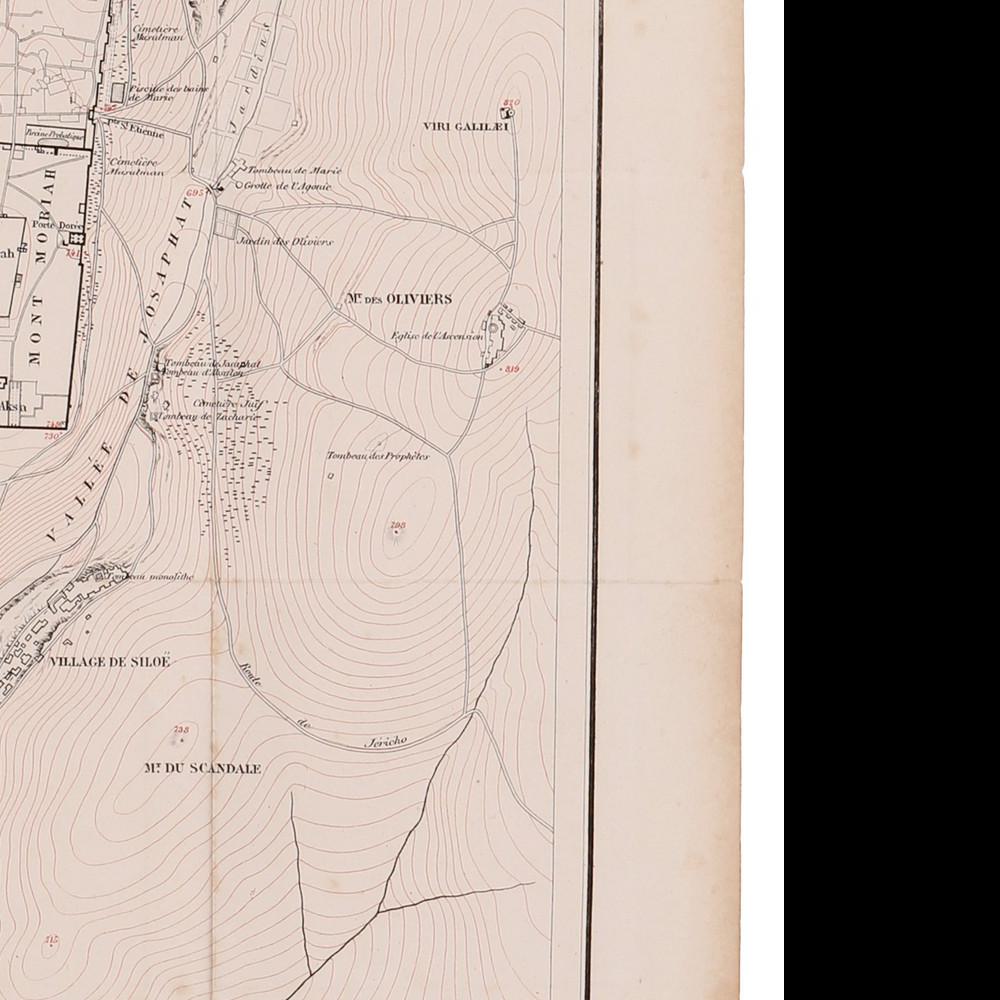 Cimetière
Musulman
Jardins
Piscine des bains
de Marie
820
VIRI GALILÆI
Pte St Etienne
Piscine Probatique
Cimetière
Musulman
Tombeau de Marie
Grotte de l'Agonie
695
MONT MORIAH
Porte Dorée
741
Jardin des Oliviers
VALLÉE DE JOSAPHAT
Mt. DES OLIVIERS
Eglise de l'Ascension
819
Tombeau de Josaphat
Tombeau d'Absalon
Cimetière Juif
Tombeau de Zacharie
Aksa
748
730
Tombeau des Prophètes
798
Tombeau monolithe
VILLAGE DE SILOË
Route de Jéricho
738
Mt. DU SCANDALE
715